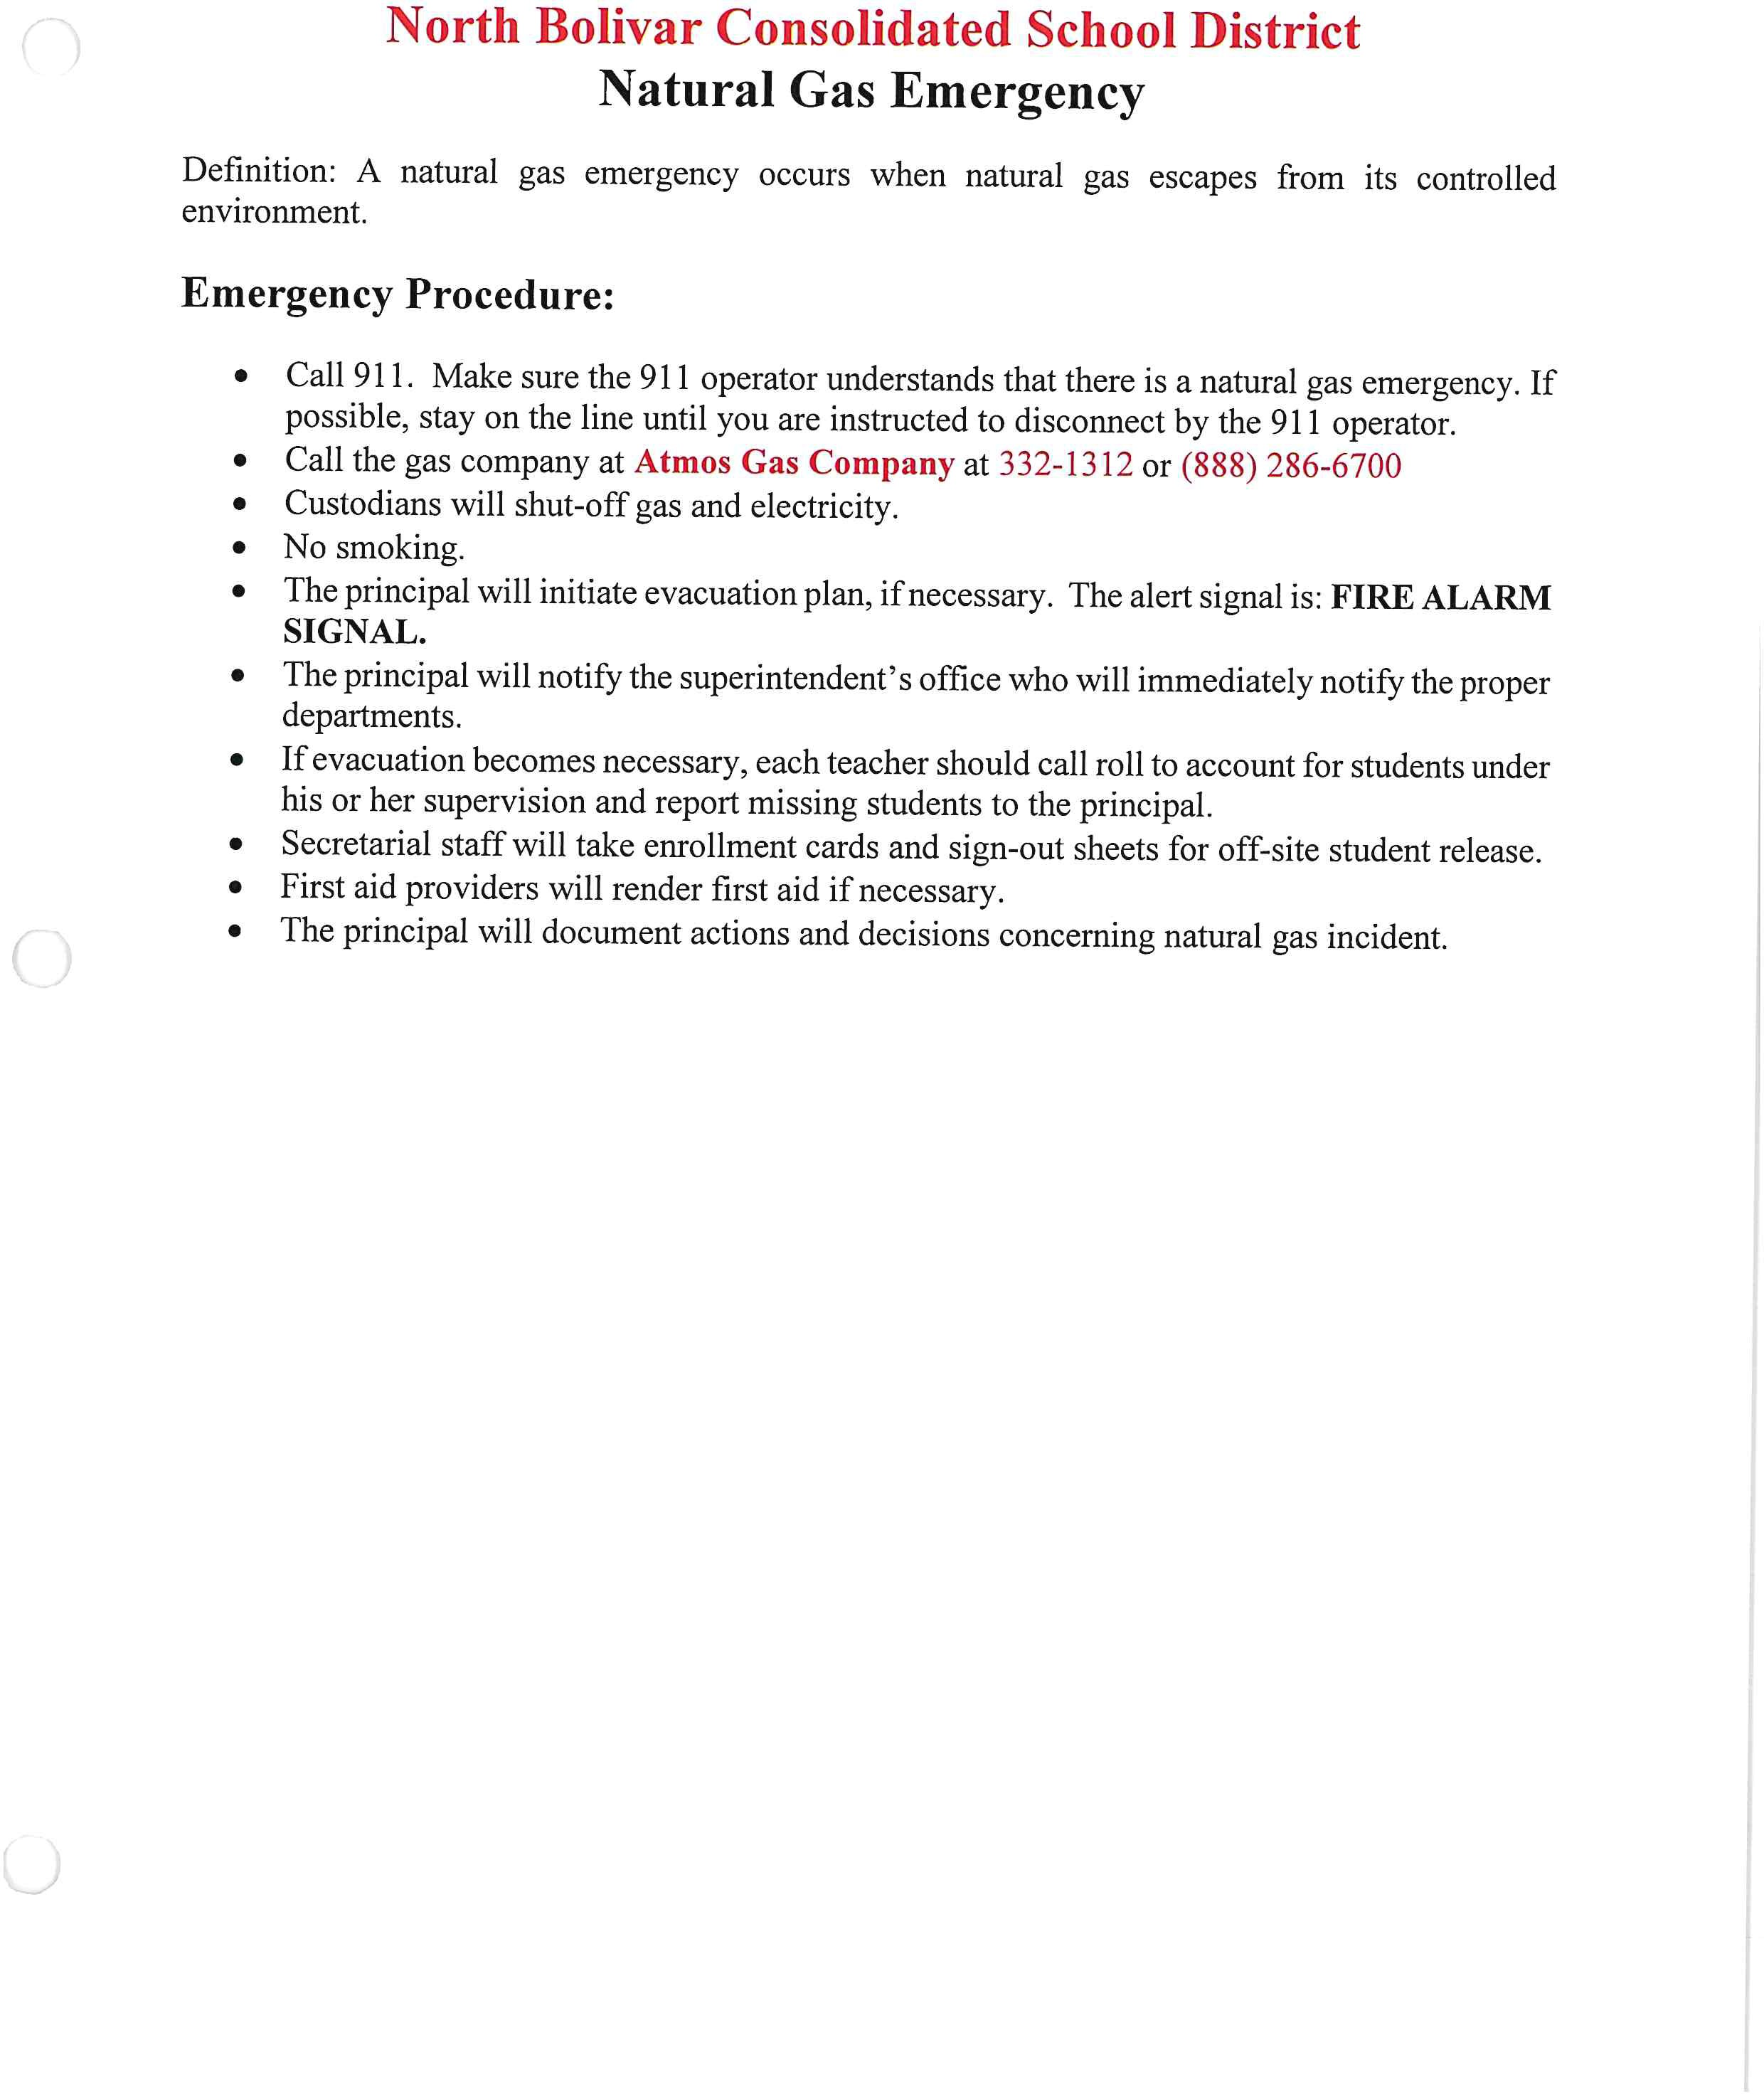 North Bolivar Consolidated School District
Natural Gas Emergency
Definition: A natural gas emergency occurs when natural gas escapes from its controlled
environment.
Emergency Procedure:
• Call 911. Make sure the 911 operator understands that there is a natural gas emergency. If
possible, stay on the line until you are instructed to disconnect by the 911 operator.
• Call the gas company at Atmos Gas Company at 332-1312 or (888) 286-6700
• Custodians will shut-off gas and electricity.
• No smoking.
• The principal will initiate evacuation plan, if necessary. The alert signal is: FIRE ALARM
SIGNAL.
• The principal will notify the superintendent's office who will immediately notify the proper
departments.
• If evacuation becomes necessary, each teacher should call roll to account for students under
his or her supervision and report missing students to the principal.
• Secretarial staff will take enrollment cards and sign-out sheets for off-site student release.
• First aid providers will render first aid if necessary.
• The principal will document actions and decisions concerning natural gas incident.